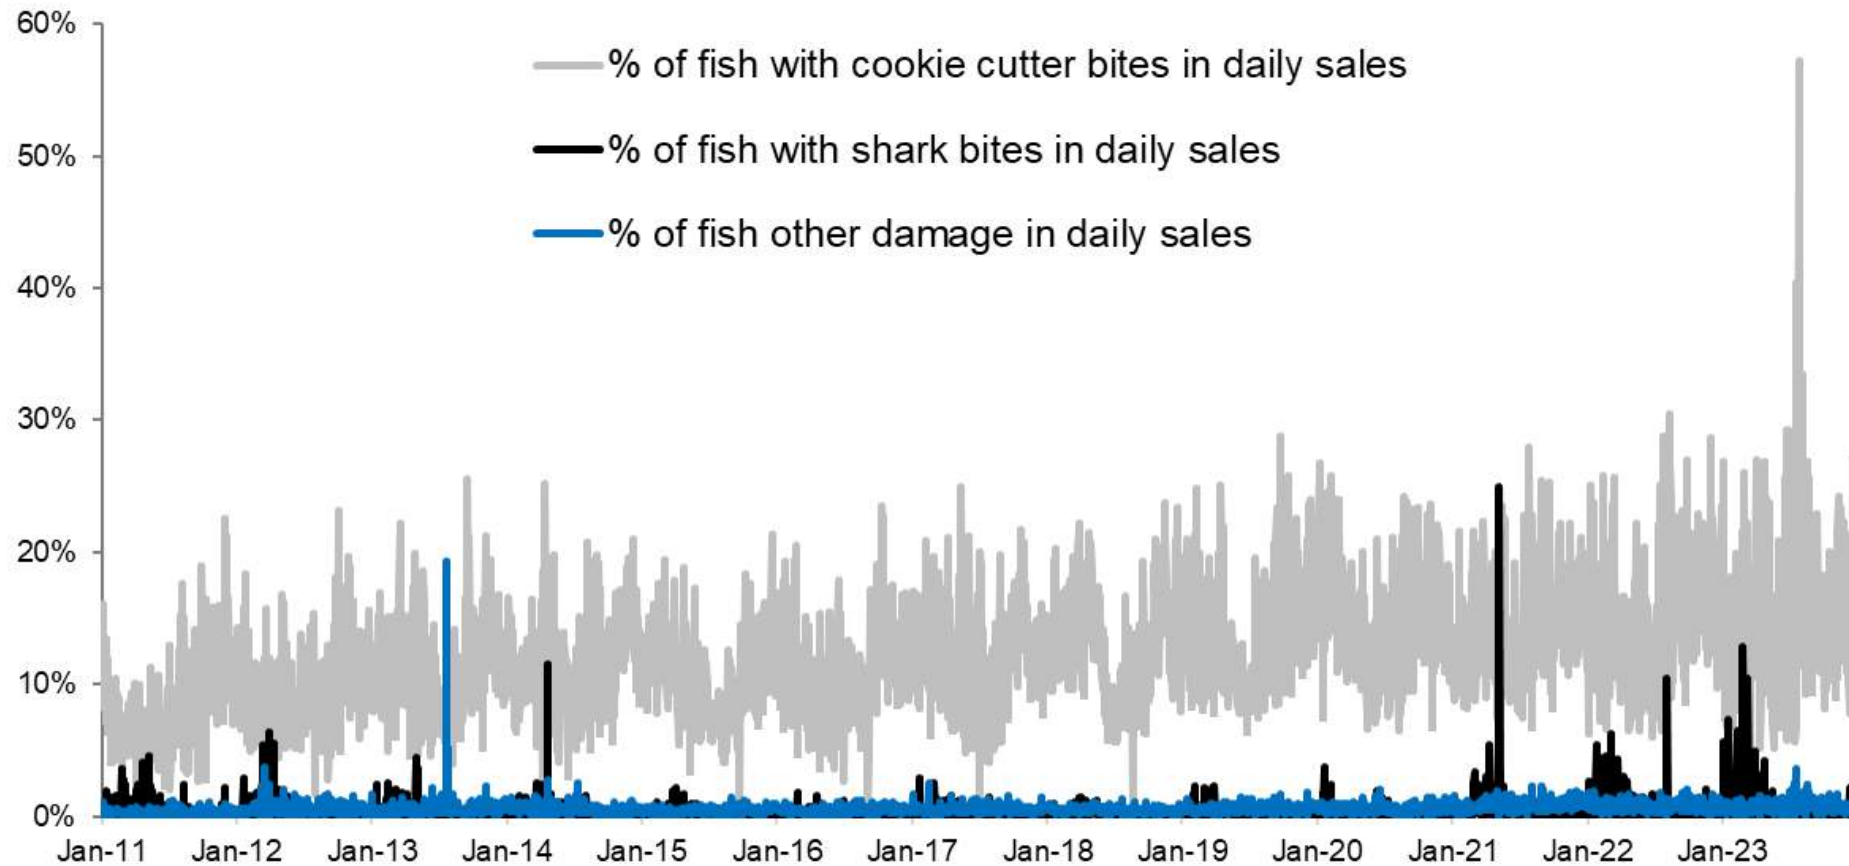 60%
% of fish with cookie cutter bites in daily sales
50%
% of fish with shark bites in daily sales
% of fish other damage in daily sales
40%
30%
20%
10%
0%
Jan-11 Jan-12 Jan-13 Jan-14 Jan-15 Jan-16 Jan-17 Jan-18 Jan-19 Jan-20 Jan-21 Jan-22 Jan-23